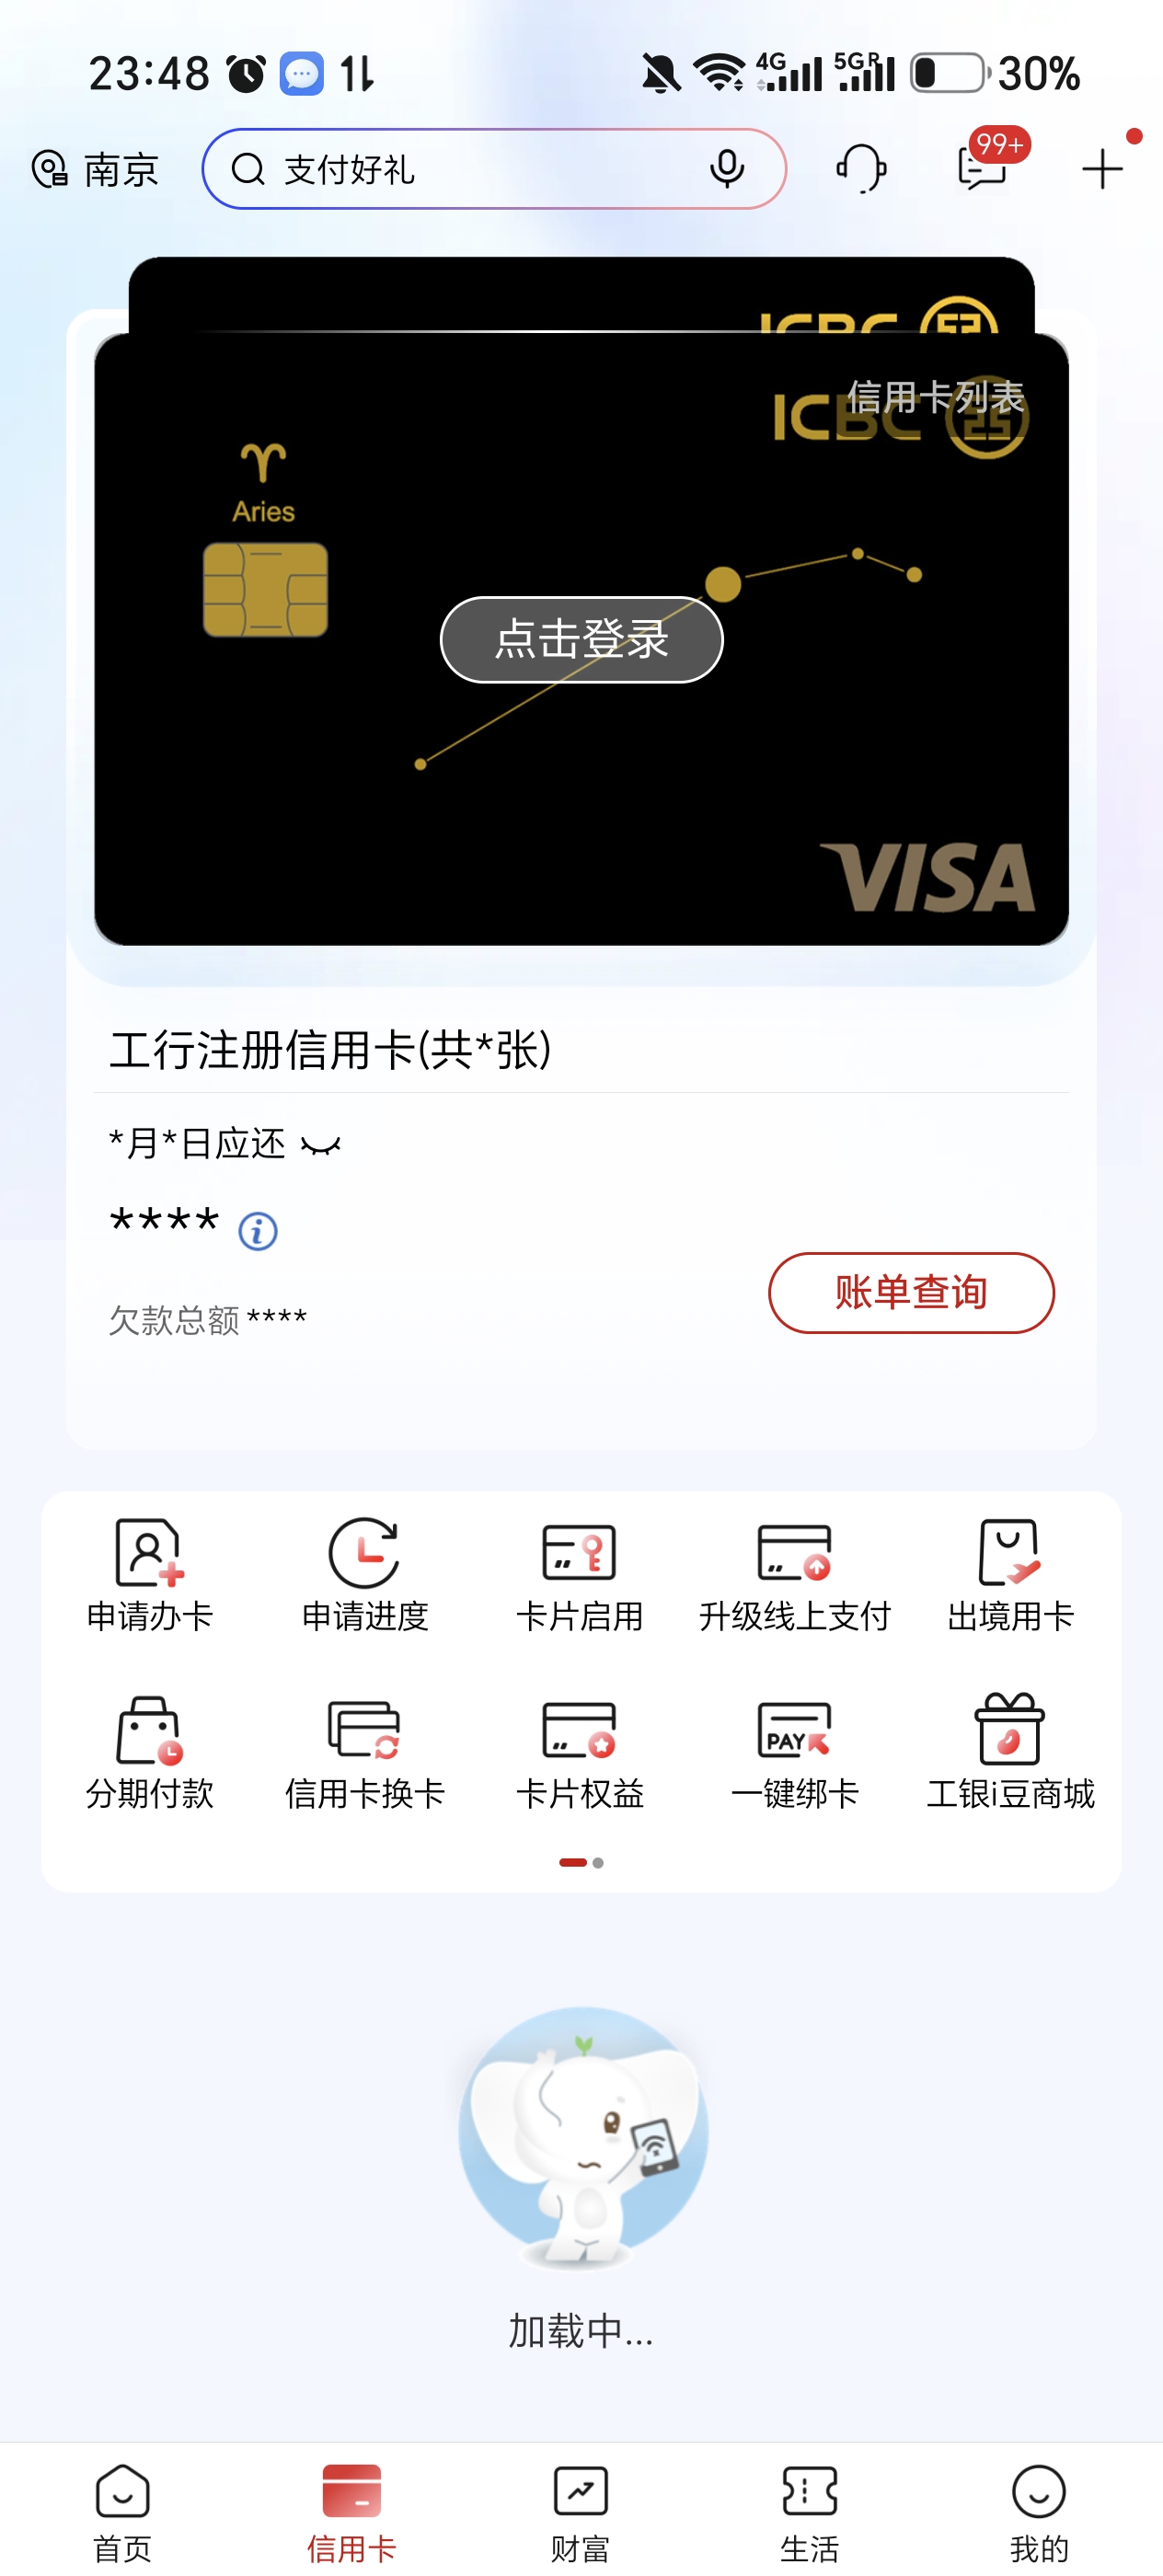 23:48 4G 5GR 30%
南京 支付好礼 99+
ICBC
信用卡列表
ICBC
Aries
点击登录
VISA
工行注册信用卡(共*张)
*月*日应还
****
账单查询
欠款总额 ****
申请办卡 申请进度 卡片启用 升级线上支付 出境用卡
PAY
分期付款 信用卡换卡 卡片权益 一键绑卡 工银i豆商城
加载中...
首页 信用卡 财富 生活 我的